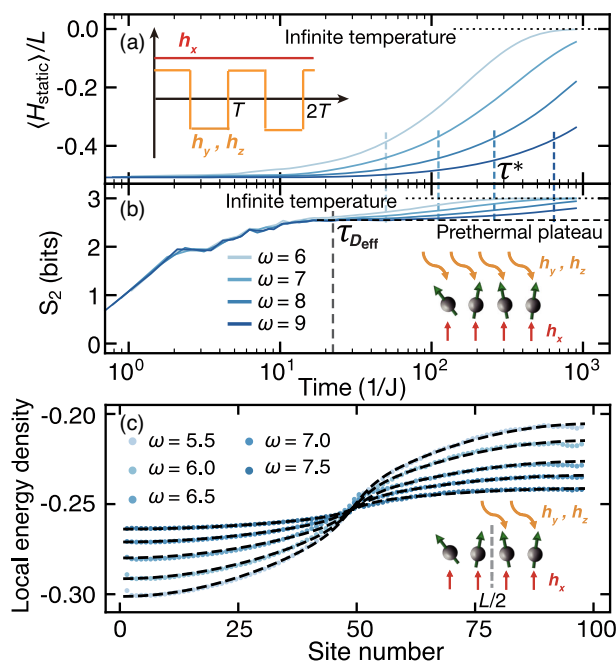 (a)
h_x
Infinite temperature
T
2T
h_y, h_z
τ*
0.0
-0.2
-0.4
⟨H_static⟩/L
(b)
Infinite temperature
τ_{D_eff}
Prethermal plateau
ω = 6
ω = 7
ω = 8
ω = 9
h_y, h_z
h_x
3
2
1
0
S_2 (bits)
10^0
10^1
10^2
10^3
Time (1/J)
(c)
ω = 5.5
ω = 7.0
ω = 6.0
ω = 7.5
ω = 6.5
h_y, h_z
h_x
L/2
-0.20
-0.25
-0.30
Local energy density
0
25
50
75
100
Site number